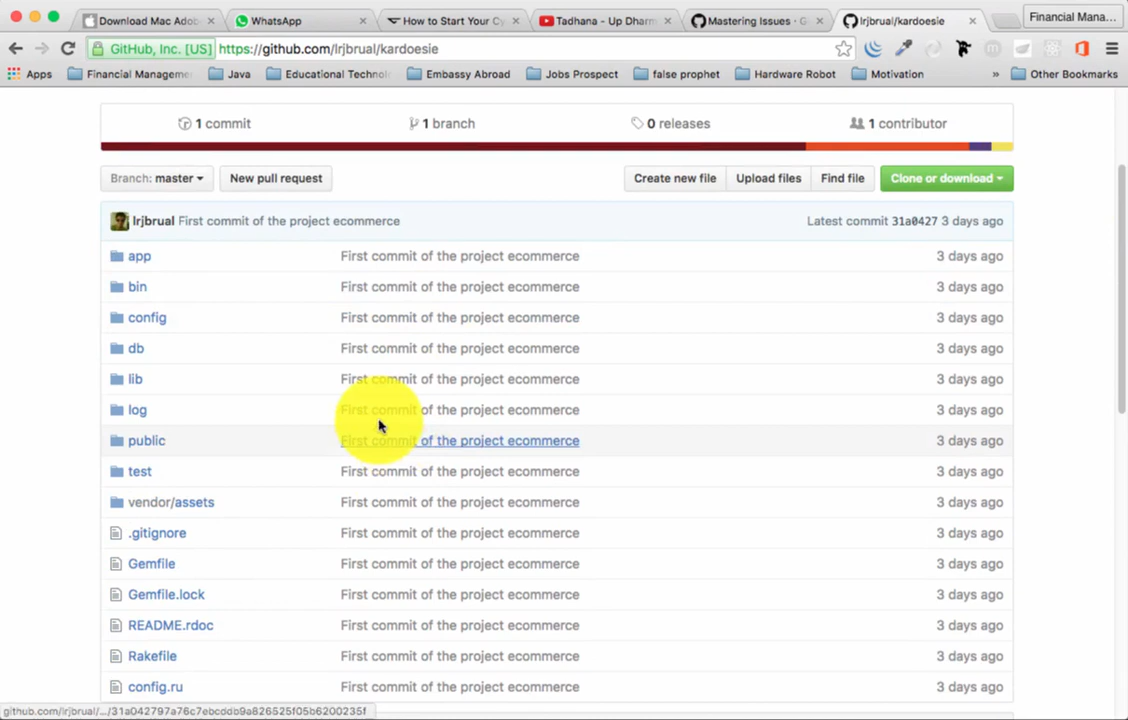 Download Mac Adob
WhatsApp
How to Start Your C
Tadhana - Up Dharm
Mastering Issues · G
lrjbrual/kardoesie
Financial Mana...
GitHub, Inc. [US]
https://github.com/lrjbrual/kardoesie
Apps
Financial Manageme
Java
Educational Technol
Embassy Abroad
Jobs Prospect
false prophet
Hardware Robot
Motivation
»
Other Bookmarks
1 commit
1 branch
0 releases
1 contributor
Branch: master
New pull request
Create new file
Upload files
Find file
Clone or download
lrjbrual First commit of the project ecommerce
Latest commit 31a0427 3 days ago
app First commit of the project ecommerce 3 days ago
bin First commit of the project ecommerce 3 days ago
config First commit of the project ecommerce 3 days ago
db First commit of the project ecommerce 3 days ago
lib First commit of the project ecommerce 3 days ago
log First commit of the project ecommerce 3 days ago
public First commit of the project ecommerce 3 days ago
test First commit of the project ecommerce 3 days ago
vendor/assets First commit of the project ecommerce 3 days ago
.gitignore First commit of the project ecommerce 3 days ago
Gemfile First commit of the project ecommerce 3 days ago
Gemfile.lock First commit of the project ecommerce 3 days ago
README.rdoc First commit of the project ecommerce 3 days ago
Rakefile First commit of the project ecommerce 3 days ago
config.ru First commit of the project ecommerce 3 days ago
github.com/lrjbrual/.../31a042797a76c7ebcddb9a826525f05b6200235f